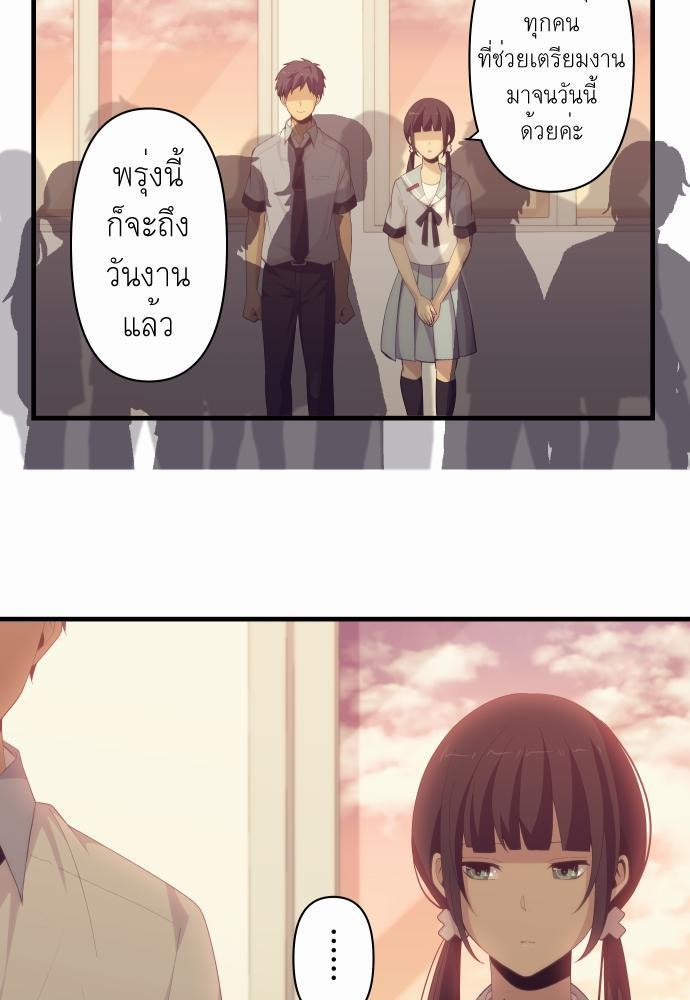 ทุกคน
ที่ช่วยเตรียมงาน
มาจนวันนี้
ด้วยค่ะ
พรุ่งนี้
ก็จะถึง
วันงาน
แล้ว
......